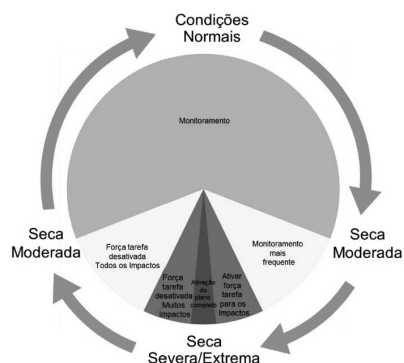 Condições
Normais
Monitoramento
Seca
Moderada
Seca
Moderada
Força tarefa
desativada
Todos os Impactos
Monitoramento
mais
frequente
Força
tarefa
desativada
Muitos
Impactos
Ativação
do
plano
completo
Ativar
força
tarefa
para os
Impactos
Seca
Severa/Extrema